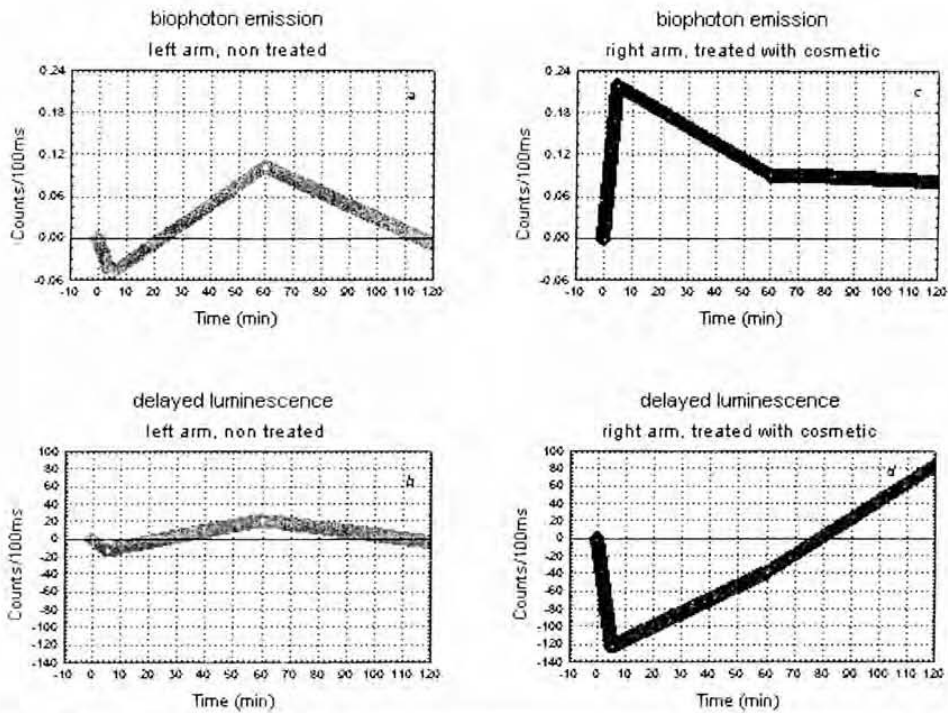 biophoton emission
left arm, non treated
0.24
0.18
0.12
0.06
0.00
-0.06
Counts/100ms
a
-10 0 10 20 30 40 50 60 70 80 90 100 110 120
Time (min)
biophoton emission
right arm, treated with cosmetic
0.24
0.18
0.12
0.06
0.00
-0.06
Counts/100ms
c
-10 0 10 20 30 40 50 60 70 80 90 100 110 120
Time (min)
delayed luminescence
left arm, non treated
100
80
60
40
20
0
-20
-40
-60
-80
-100
-120
-140
Counts/100ms
b
-10 0 10 20 30 40 50 60 70 80 90 100 110 120
Time (min)
delayed luminescence
right arm, treated with cosmetic
100
80
60
40
20
0
-20
-40
-60
-80
-100
-120
-140
Counts/100ms
d
-10 0 10 20 30 40 50 60 70 80 90 100 110 120
Time (min)